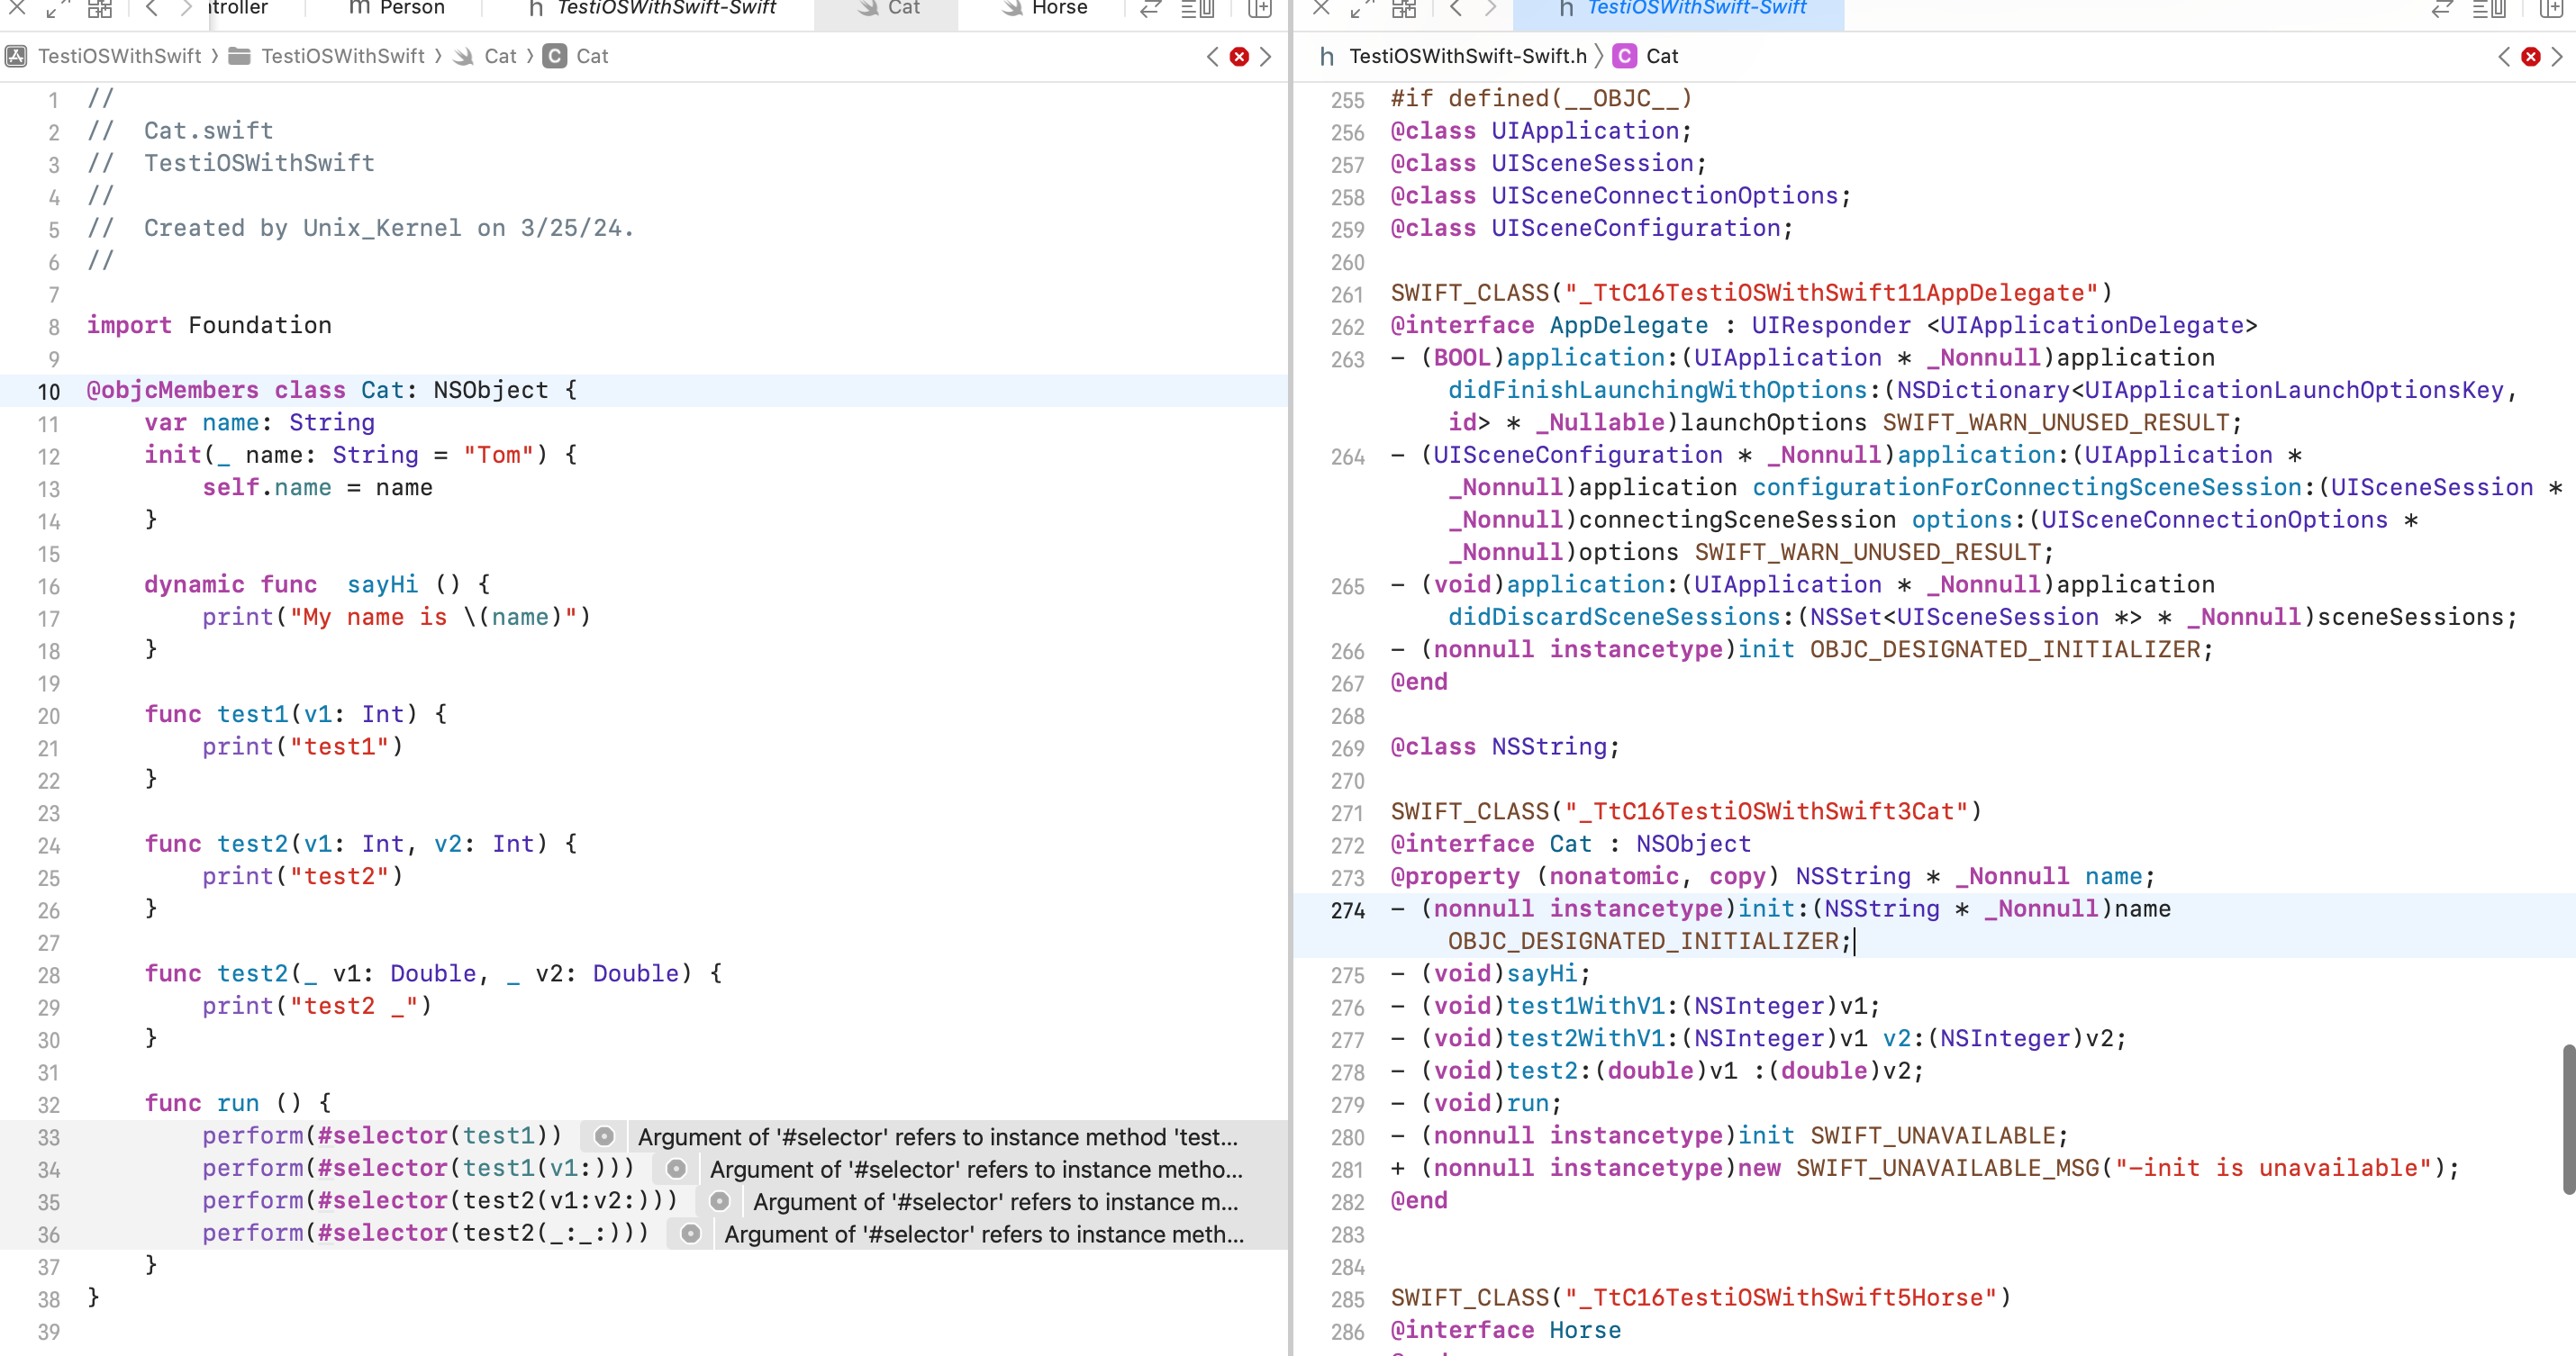 ntroller
m Person
h TestiOSWithSwift-Swift
Cat
Horse
TestiOSWithSwift
TestiOSWithSwift
Cat
C Cat
1 //
2 //  Cat.swift
3 //  TestiOSWithSwift
4 //
5 //  Created by Unix_Kernel on 3/25/24.
6 //
7
8 import Foundation
9
10 @objcMembers class Cat: NSObject {
11     var name: String
12     init(_ name: String = "Tom") {
13         self.name = name
14     }
15
16     dynamic func  sayHi () {
17         print("My name is \(name)")
18     }
19
20     func test1(v1: Int) {
21         print("test1")
22     }
23
24     func test2(v1: Int, v2: Int) {
25         print("test2")
26     }
27
28     func test2(_ v1: Double, _ v2: Double) {
29         print("test2 _")
30     }
31
32     func run () {
33         perform(#selector(test1)) Argument of '#selector' refers to instance method 'test...
34         perform(#selector(test1(v1:))) Argument of '#selector' refers to instance metho...
35         perform(#selector(test2(v1:v2:))) Argument of '#selector' refers to instance m...
36         perform(#selector(test2(_:_:))) Argument of '#selector' refers to instance meth...
37     }
38 }
39
h TestiOSWithSwift-Swift
h TestiOSWithSwift-Swift.h
C Cat
255 #if defined(__OBJC__)
256 @class UIApplication;
257 @class UISceneSession;
258 @class UISceneConnectionOptions;
259 @class UISceneConfiguration;
260
261 SWIFT_CLASS("_TtC16TestiOSWithSwift11AppDelegate")
262 @interface AppDelegate : UIResponder <UIApplicationDelegate>
263 - (BOOL)application:(UIApplication * _Nonnull)application
didFinishLaunchingWithOptions:(NSDictionary<UIApplicationLaunchOptionsKey,
id> * _Nullable)launchOptions SWIFT_WARN_UNUSED_RESULT;
264 - (UISceneConfiguration * _Nonnull)application:(UIApplication *
_Nonnull)application configurationForConnectingSceneSession:(UISceneSession *
_Nonnull)connectingSceneSession options:(UISceneConnectionOptions *
_Nonnull)options SWIFT_WARN_UNUSED_RESULT;
265 - (void)application:(UIApplication * _Nonnull)application
didDiscardSceneSessions:(NSSet<UISceneSession *> * _Nonnull)sceneSessions;
266 - (nonnull instancetype)init OBJC_DESIGNATED_INITIALIZER;
267 @end
268
269 @class NSString;
270
271 SWIFT_CLASS("_TtC16TestiOSWithSwift3Cat")
272 @interface Cat : NSObject
273 @property (nonatomic, copy) NSString * _Nonnull name;
274 - (nonnull instancetype)init:(NSString * _Nonnull)name
OBJC_DESIGNATED_INITIALIZER;
275 - (void)sayHi;
276 - (void)test1WithV1:(NSInteger)v1;
277 - (void)test2WithV1:(NSInteger)v1 v2:(NSInteger)v2;
278 - (void)test2:(double)v1 :(double)v2;
279 - (void)run;
280 - (nonnull instancetype)init SWIFT_UNAVAILABLE;
281 + (nonnull instancetype)new SWIFT_UNAVAILABLE_MSG("-init is unavailable");
282 @end
283
284
285 SWIFT_CLASS("_TtC16TestiOSWithSwift5Horse")
286 @interface Horse